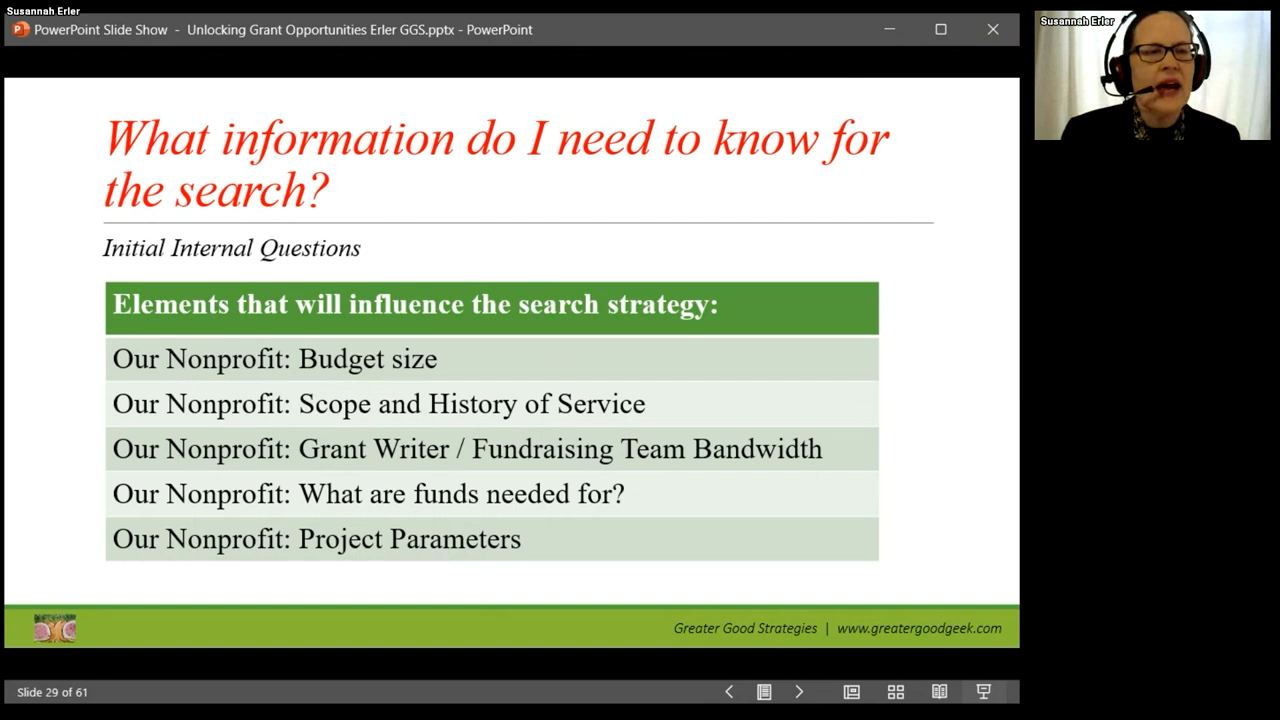 Susannah Erler
PowerPoint Slide Show - Unlocking Grant Opportunities Erler GGS.pptx - PowerPoint
Susannah Erler
What information do I need to know for
the search?
Initial Internal Questions
Elements that will influence the search strategy:
Our Nonprofit: Budget size
Our Nonprofit: Scope and History of Service
Our Nonprofit: Grant Writer / Fundraising Team Bandwidth
Our Nonprofit: What are funds needed for?
Our Nonprofit: Project Parameters
Greater Good Strategies | www.greatergoodgeek.com
Slide 29 of 61